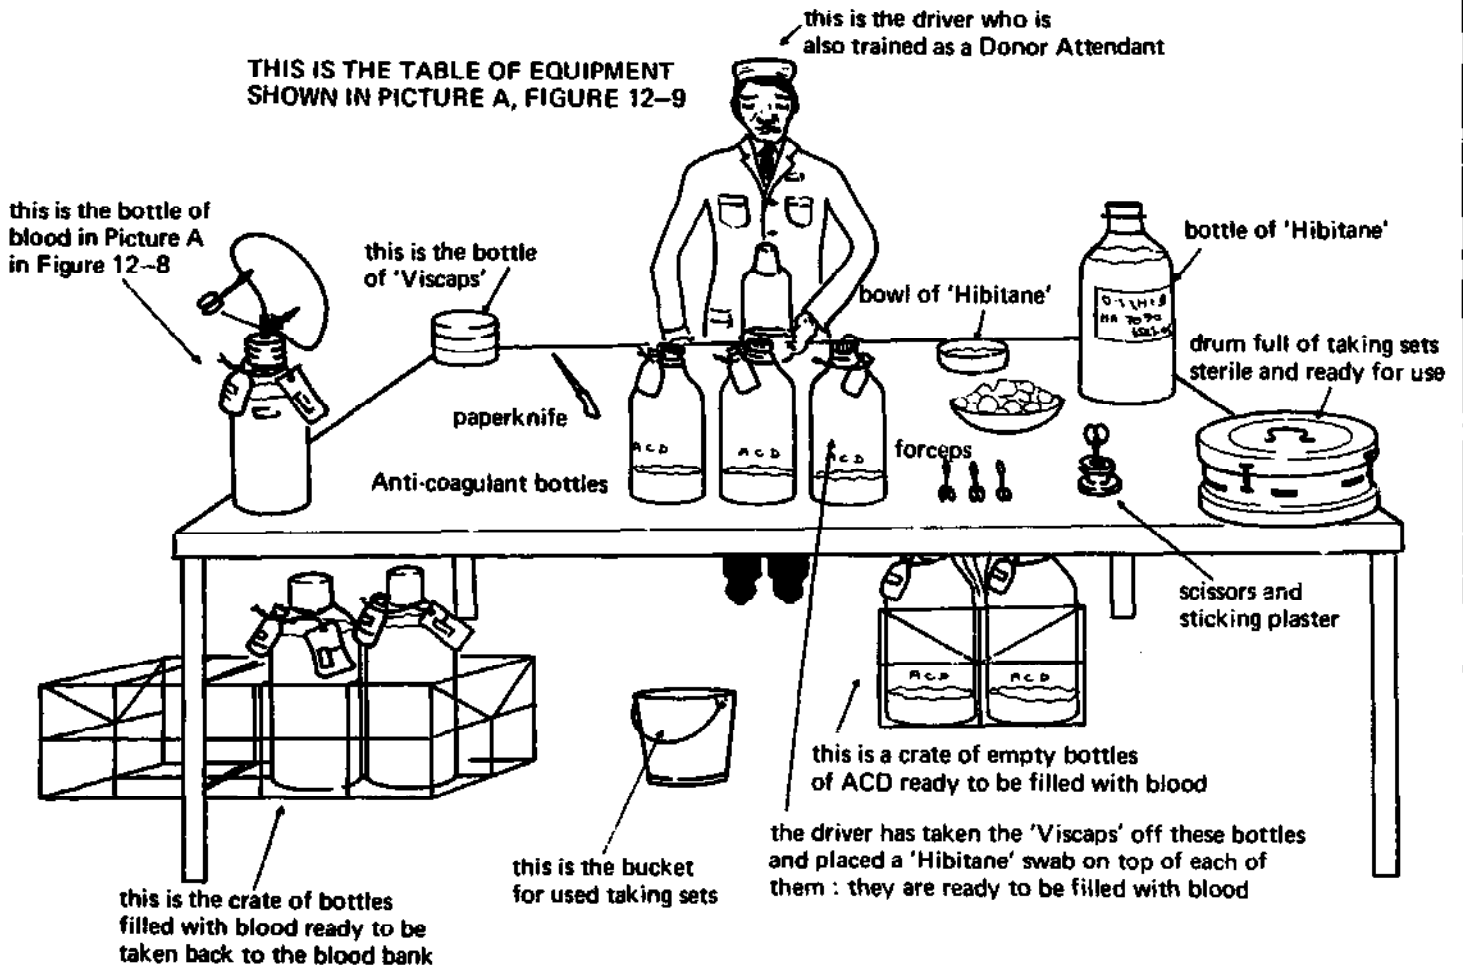 this is the driver who is
also trained as a Donor Attendant
THIS IS THE TABLE OF EQUIPMENT
SHOWN IN PICTURE A, FIGURE 12–9
this is the bottle of
blood in Picture A
in Figure 12–8
this is the bottle
of 'Viscaps'
bowl of 'Hibitane'
bottle of 'Hibitane'
drum full of taking sets
sterile and ready for use
paperknife
Anti-coagulant bottles
ACD
ACD
ACD
forceps
scissors and
sticking plaster
ACD
ACD
this is a crate of empty bottles
of ACD ready to be filled with blood
the driver has taken the 'Viscaps' off these bottles
and placed a 'Hibitane' swab on top of each of
them : they are ready to be filled with blood
this is the bucket
for used taking sets
this is the crate of bottles
filled with blood ready to be
taken back to the blood bank